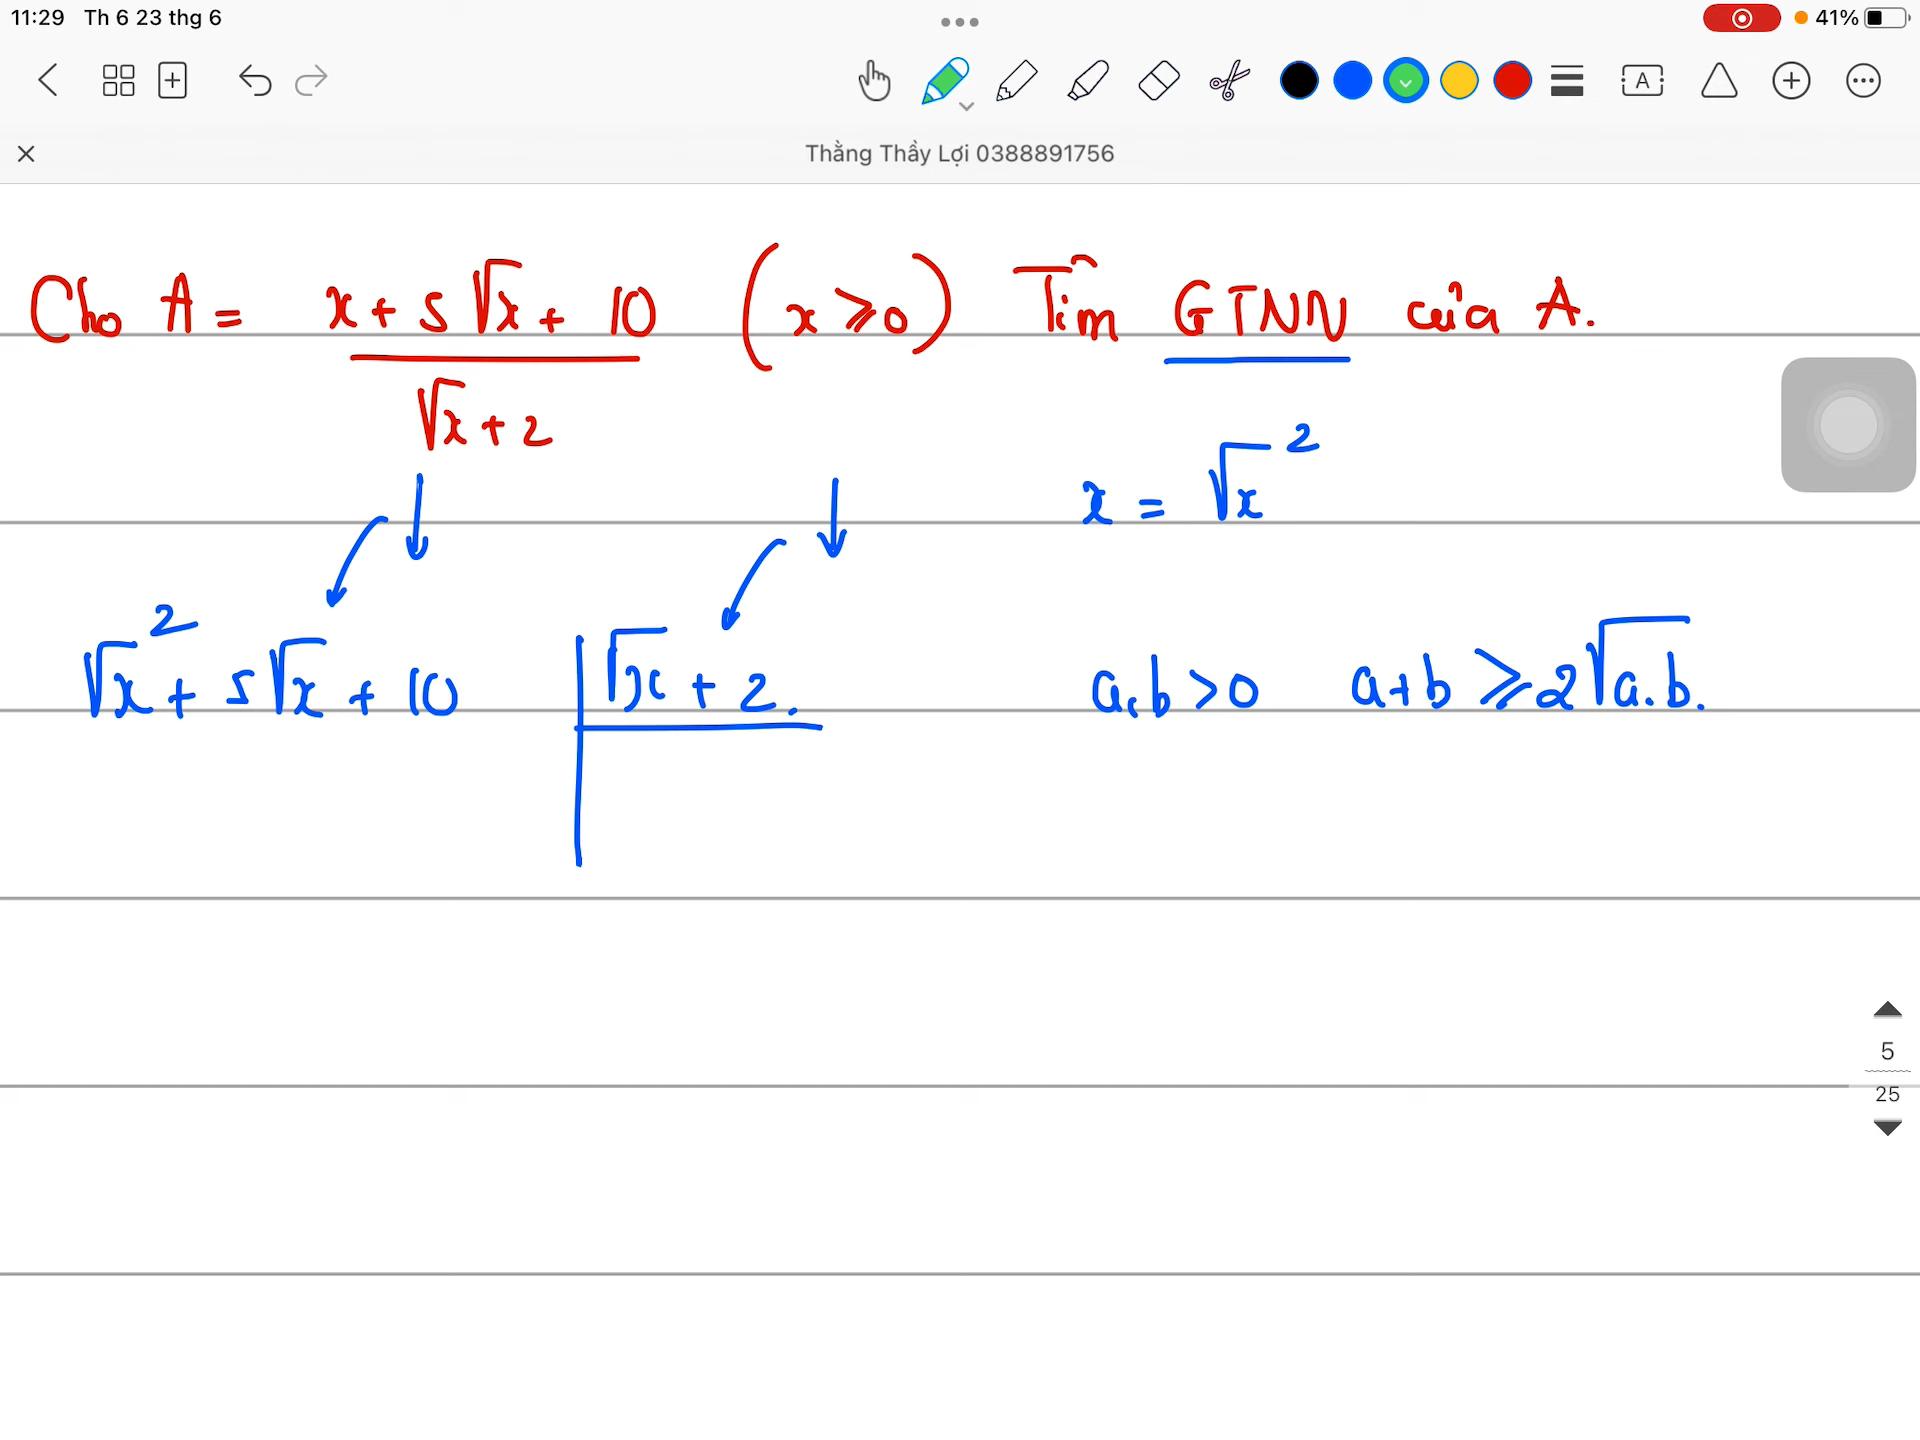 11:29 Th 6 23 thg 6 41%
A
Thằng Thầy Lợi 0388891756
Cho A = x + 5√x + 10 (x ≥ 0) Tìm GTNN của A.
√x + 2
x = √x²
√x² + 5√x + 10 √x + 2. a,b > 0 a+b ≥ 2√a.b.
5
25